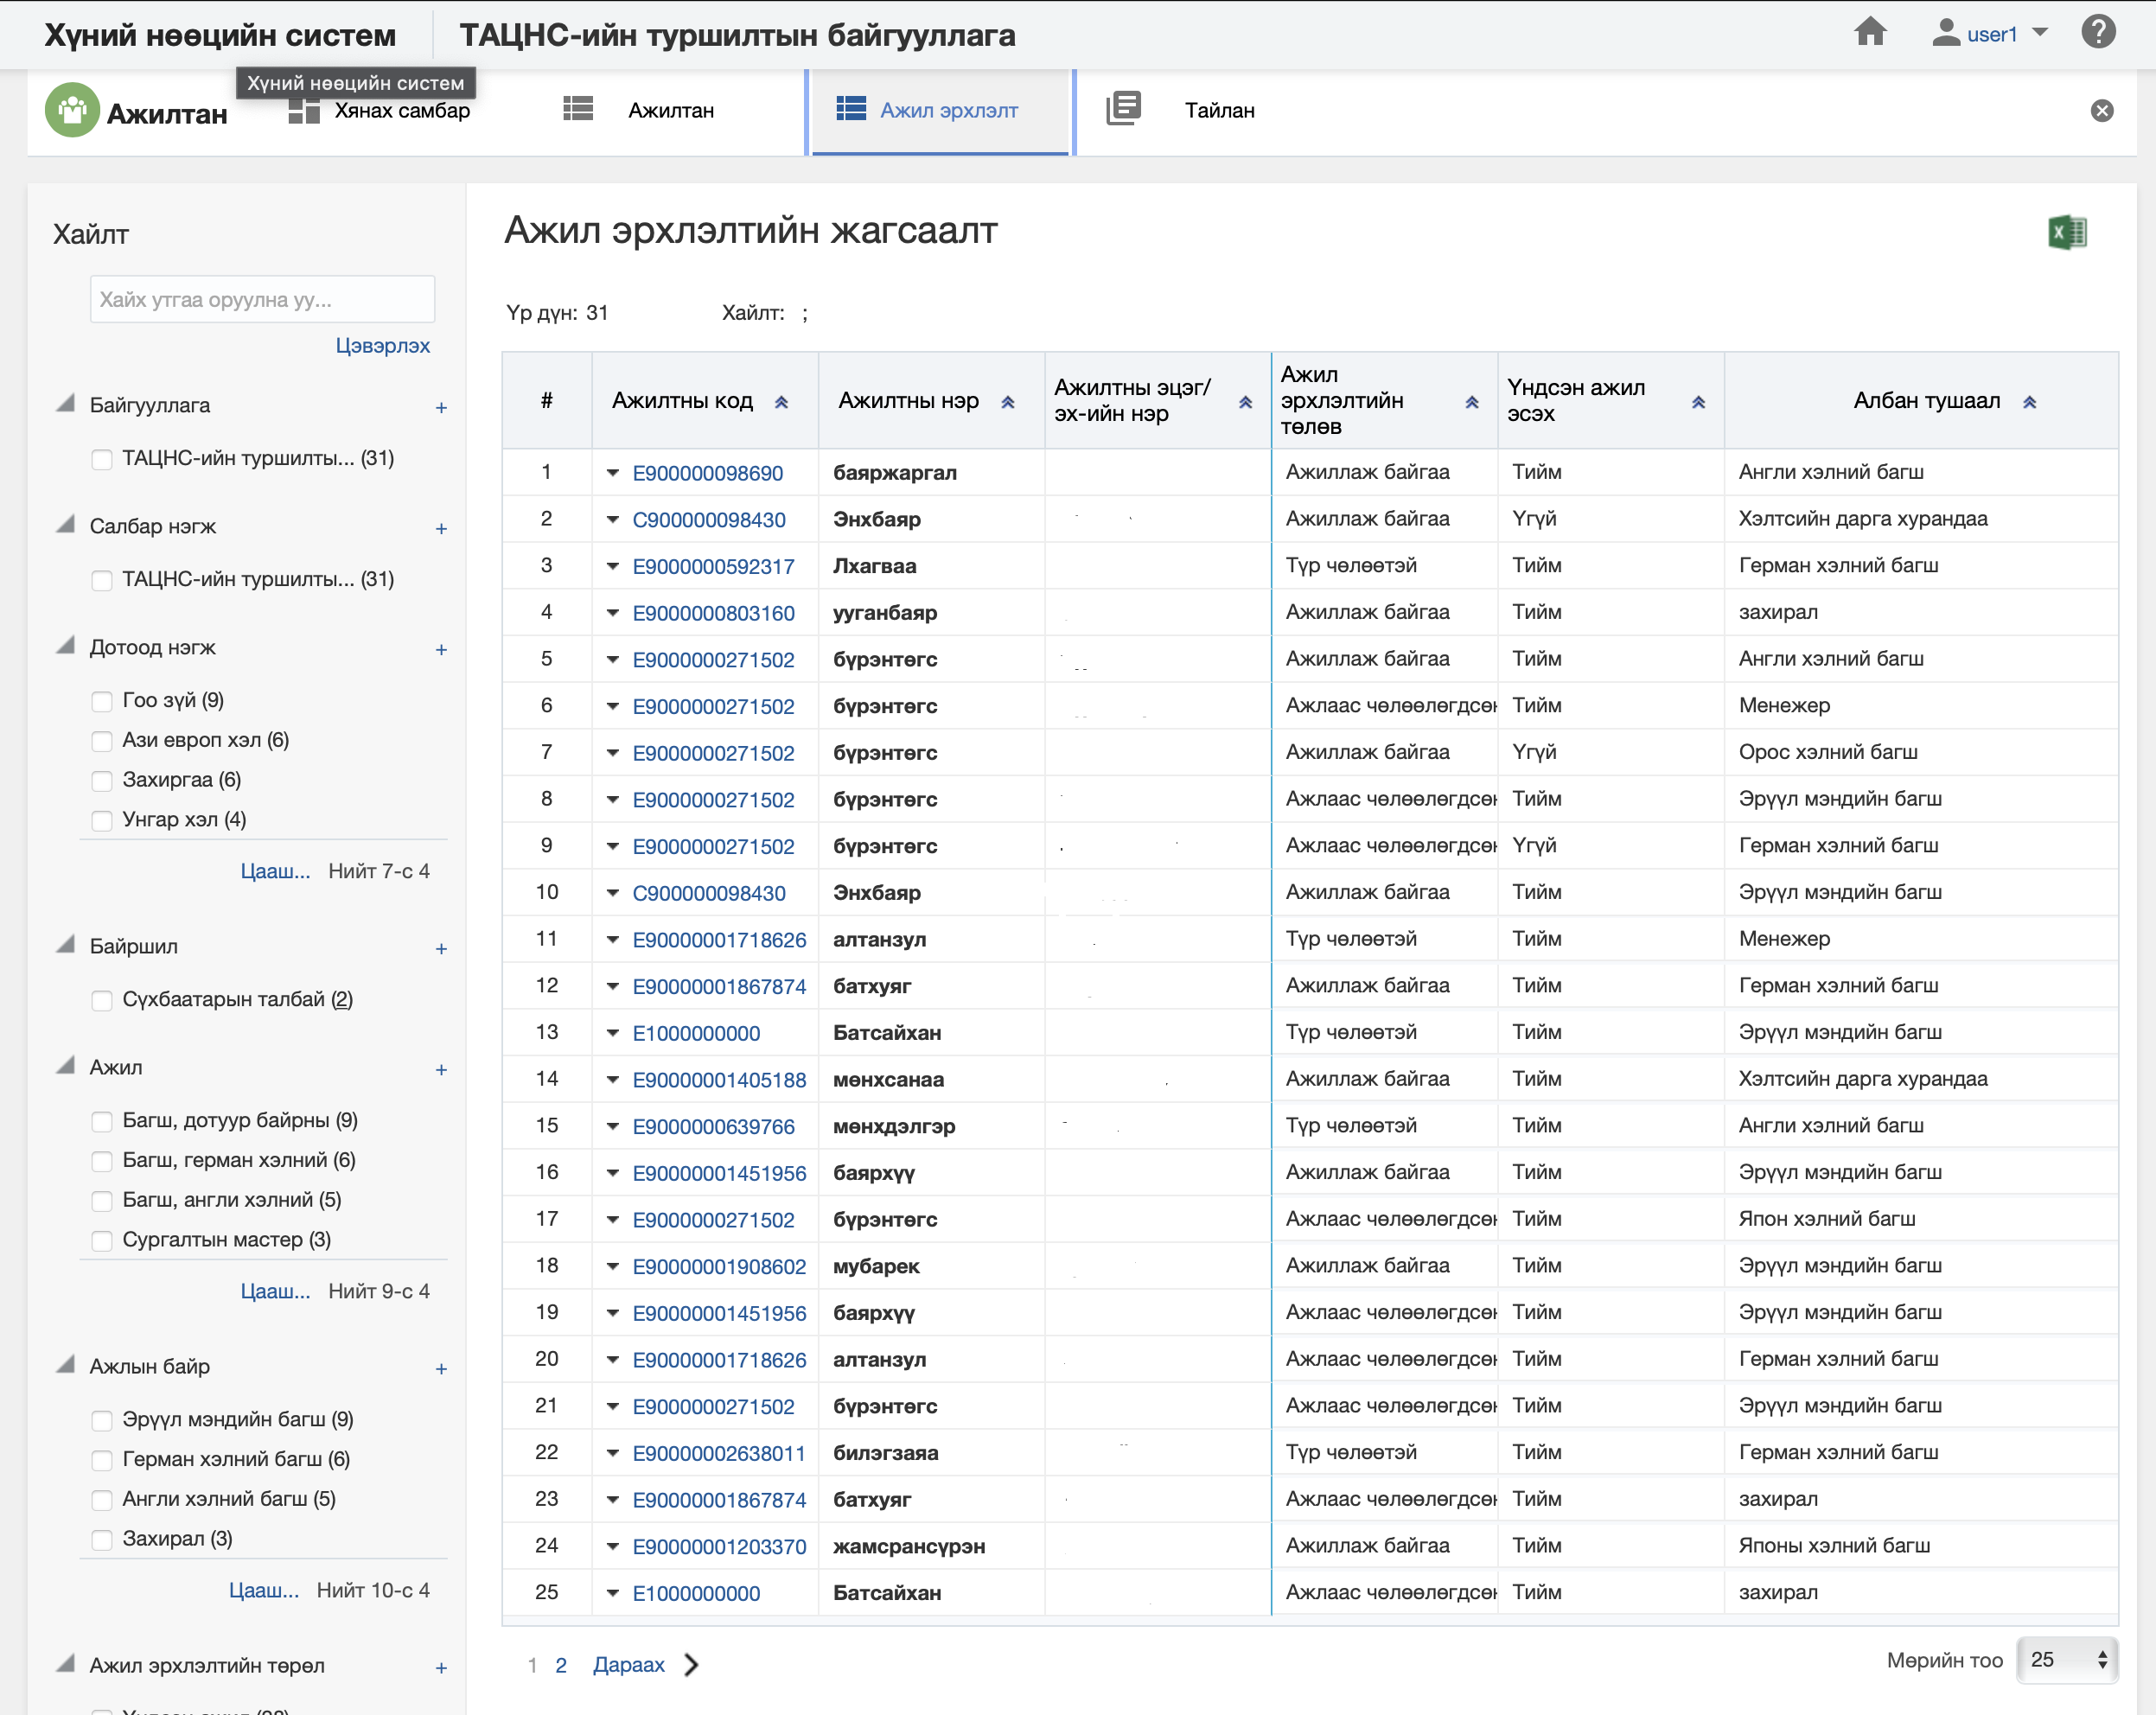 Хүний нөөцийн систем ТАЦНС-ийн туршилтын байгууллага user1
Хүний нөөцийн систем
Ажилтан Хянах самбар Ажилтан Ажил эрхлэлт Тайлан
Хайлт
Хайх утгаа оруулна уу...
Цэвэрлэх
Байгууллага +
ТАЦНС-ийн туршилты... (31)
Салбар нэгж +
ТАЦНС-ийн туршилты... (31)
Дотоод нэгж +
Гоо зүй (9)
Ази европ хэл (6)
Захиргаа (6)
Унгар хэл (4)
Цааш... Нийт 7-с 4
Байршил +
Сүхбаатарын талбай (2)
Ажил +
Багш, дотуур байрны (9)
Багш, герман хэлний (6)
Багш, англи хэлний (5)
Сургалтын мастер (3)
Цааш... Нийт 9-с 4
Ажлын байр +
Эрүүл мэндийн багш (9)
Герман хэлний багш (6)
Англи хэлний багш (5)
Захирал (3)
Цааш... Нийт 10-с 4
Ажил эрхлэлтийн төрөл +
Ажил эрхлэлтийн жагсаалт
Үр дүн: 31 Хайлт: ;
# Ажилтны код Ажилтны нэр Ажилтны эцэг/ эх-ийн нэр Ажил эрхлэлтийн төлөв Үндсэн ажил эсэх Албан тушаал
1 E900000098690 баяржаргал Ажиллаж байгаа Тийм Англи хэлний багш
2 C900000098430 Энхбаяр Ажиллаж байгаа Үгүй Хэлтсийн дарга хурандаа
3 E9000000592317 Лхагваа Түр чөлөөтэй Тийм Герман хэлний багш
4 E9000000803160 ууганбаяр Ажиллаж байгаа Тийм захирал
5 E9000000271502 бүрэнтөгс Ажиллаж байгаа Тийм Англи хэлний багш
6 E9000000271502 бүрэнтөгс Ажлаас чөлөөлөгдсөн Тийм Менежер
7 E9000000271502 бүрэнтөгс Ажиллаж байгаа Үгүй Орос хэлний багш
8 E9000000271502 бүрэнтөгс Ажлаас чөлөөлөгдсөн Тийм Эрүүл мэндийн багш
9 E9000000271502 бүрэнтөгс Ажлаас чөлөөлөгдсөн Үгүй Герман хэлний багш
10 C900000098430 Энхбаяр Ажиллаж байгаа Тийм Эрүүл мэндийн багш
11 E90000001718626 алтанзул Түр чөлөөтэй Тийм Менежер
12 E90000001867874 батхуяг Ажиллаж байгаа Тийм Герман хэлний багш
13 E1000000000 Батсайхан Түр чөлөөтэй Тийм Эрүүл мэндийн багш
14 E90000001405188 мөнхсанаа Ажиллаж байгаа Тийм Хэлтсийн дарга хурандаа
15 E9000000639766 мөнхдэлгэр Түр чөлөөтэй Тийм Англи хэлний багш
16 E90000001451956 баярхүү Ажиллаж байгаа Тийм Эрүүл мэндийн багш
17 E9000000271502 бүрэнтөгс Ажлаас чөлөөлөгдсөн Тийм Япон хэлний багш
18 E90000001908602 мубарек Ажиллаж байгаа Тийм Эрүүл мэндийн багш
19 E90000001451956 баярхүү Ажлаас чөлөөлөгдсөн Тийм Эрүүл мэндийн багш
20 E90000001718626 алтанзул Ажлаас чөлөөлөгдсөн Тийм Герман хэлний багш
21 E9000000271502 бүрэнтөгс Ажлаас чөлөөлөгдсөн Тийм Эрүүл мэндийн багш
22 E90000002638011 билэгзаяа Түр чөлөөтэй Тийм Герман хэлний багш
23 E90000001867874 батхуяг Ажлаас чөлөөлөгдсөн Тийм захирал
24 E90000001203370 жамсрансүрэн Ажиллаж байгаа Тийм Японы хэлний багш
25 E1000000000 Батсайхан Ажлаас чөлөөлөгдсөн Тийм захирал
1 2 Дараах Мөрийн тоо 25